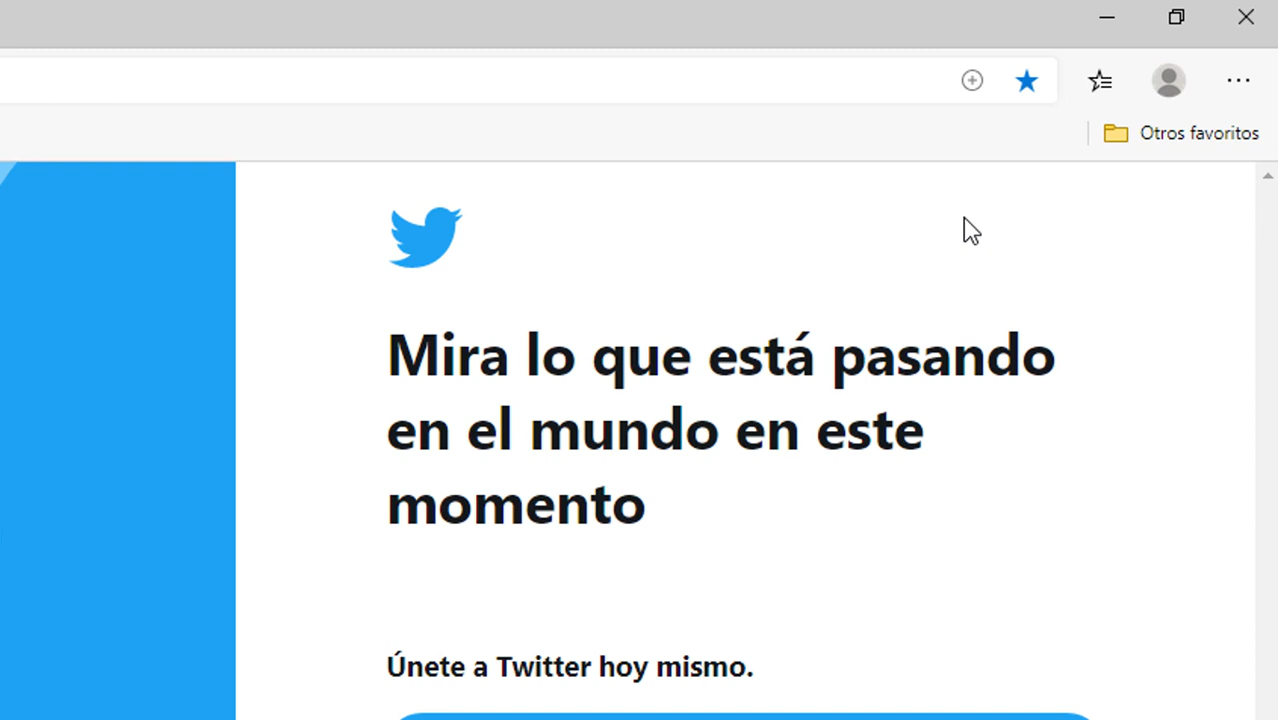 Otros favoritos
Mira lo que está pasando
en el mundo en este
momento
Únete a Twitter hoy mismo.